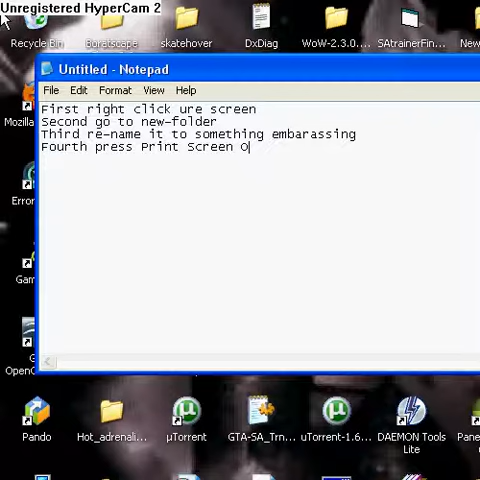 Unregistered HyperCam 2
Recycle Bin
Boratscape
skatehover
DxDiag
WoW-2.3.0....
SAtrainerFin...
New
Untitled - Notepad
File Edit Format View Help
First right click ure screen
Second go to new-folder
Third re-name it to something embarassing
Fourth press Print Screen O
Mozill
Error
Gam
G
OpenO
Pando
Hot_adrenali...
µTorrent
GTA-SA_Trn...
uTorrent-1.6...
DAEMON Tools
Lite
Pane